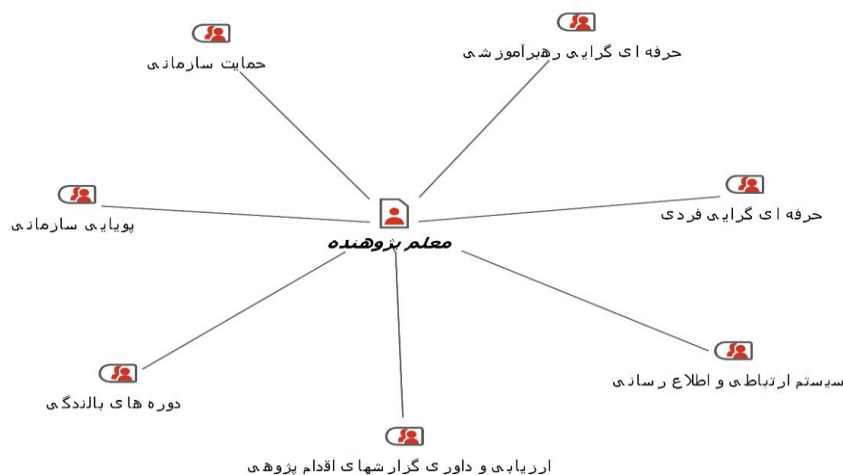 حرفه ای گرایی رهبرآموزشی
حمایت سازمانی
حرفه ای گرایی فردی
پویایی سازمانی
معلم پژوهنده
سیستم ارتباطی و اطلاع رسانی
دوره های بالندگی
ارزیابی و داوری گزارشهای اقدام پژوهی